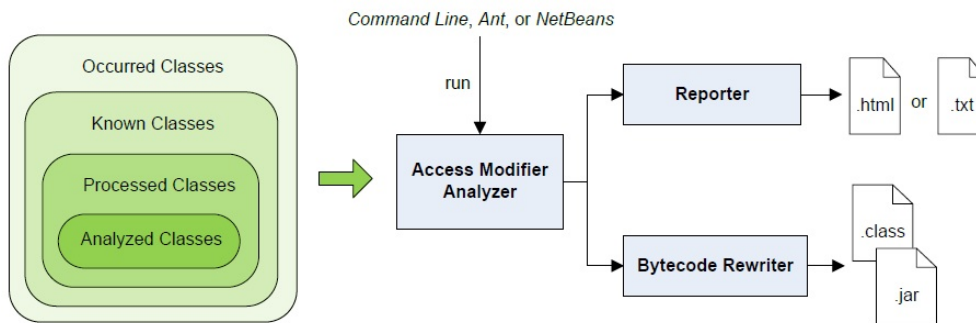 Command Line, Ant, or NetBeans
run
Occurred Classes
Known Classes
Processed Classes
Analyzed Classes
Access Modifier
Analyzer
Reporter
.html or .txt
Bytecode Rewriter
.class
.jar